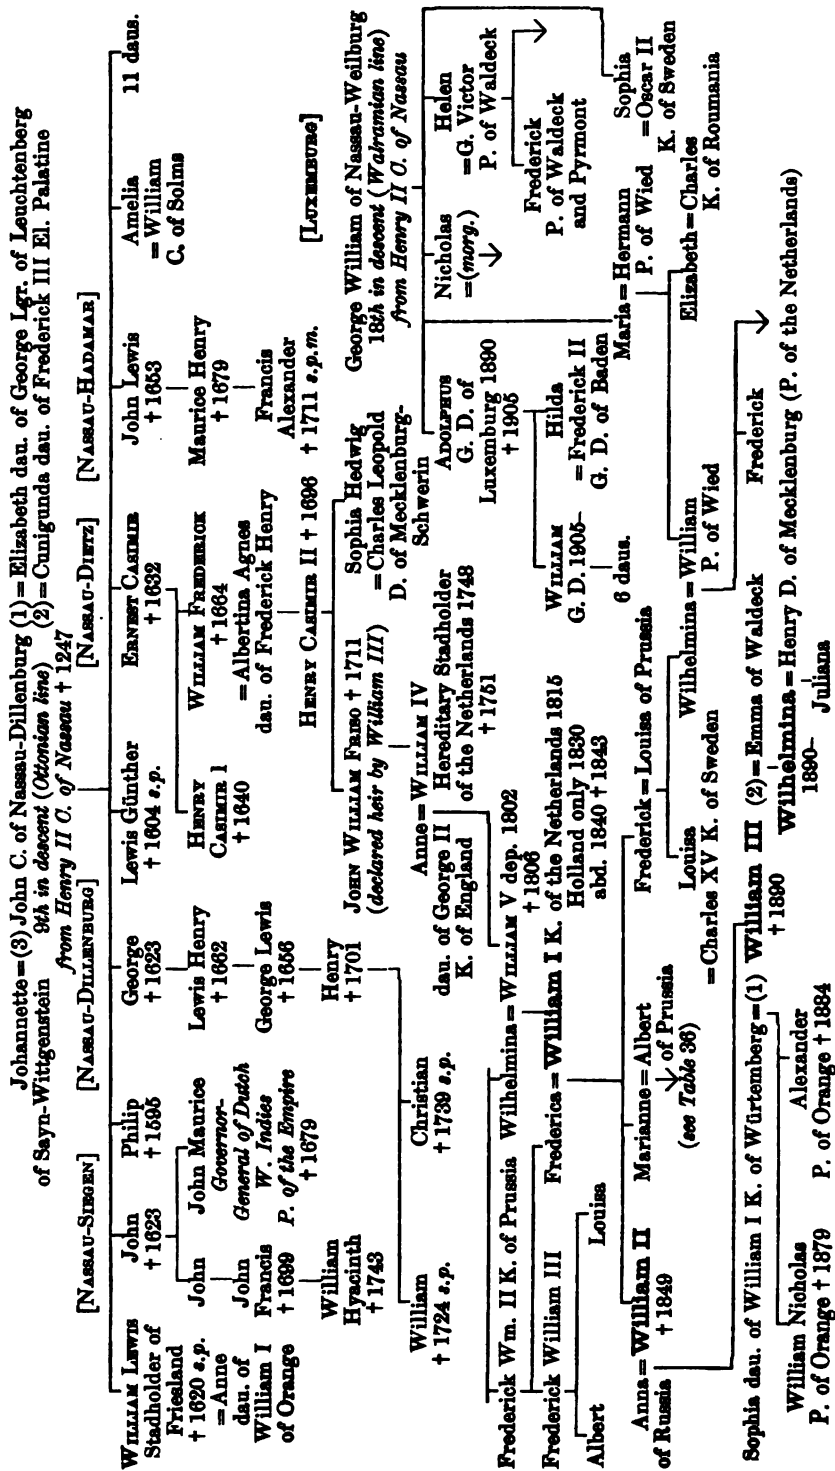 Johannette=(3) John C. of Nassau-Dillenburg (1)=Elizabeth dau. of George Lgr. of Leuchtenberg
of Sayn-Wittgenstein 9th in descent (Ottonian line) (2)=Cunigunda dau. of Frederick III El. Palatine
from Henry II C. of Nassau † 1247
[NASSAU-SIEGEN] [NASSAU-DILLENBURG] [NASSAU-DIETZ] [NASSAU-HADAMAR]
WILLIAM LEWIS
Stadholder of
Friesland
† 1620 s.p.
=Anne
dau. of
William I
of Orange
John
† 1623
Philip
† 1595
George
† 1623
Lewis Günther
† 1604 s.p.
ERNEST CASIMIR
† 1632
John Lewis
† 1653
Amelia
=William
C. of Solms
11 daus.
John
John Maurice
Governor-
General of Dutch
W. Indies
P. of the Empire
† 1679
Lewis Henry
† 1662
HENRY
CASIMIR I
† 1640
WILLIAM FREDERICK
† 1664
=Albertina Agnes
dau. of Frederick Henry
Maurice Henry
† 1679
John
Francis
† 1699
George Lewis
† 1656
Francis
Alexander
† 1711 s.p.m.
William
Hyacinth
† 1743
Henry
† 1701
HENRY CASIMIR II † 1696
[LUXEMBURG]
William
† 1724 s.p.
Christian
† 1739 s.p.
JOHN WILLIAM FRISO † 1711
(declared heir by William III)
Sophia Hedwig
=Charles Leopold
D. of Mecklenburg-
Schwerin
George William of Nassau-Weilburg
18th in descent (Walramian line)
from Henry II C. of Nassau
Anne=WILLIAM IV
dau. of George II
K. of England
Hereditary Stadholder
of the Netherlands 1748
† 1751
ADOLPHUS
G. D. of
Luxemburg 1890
† 1905
Nicholas
=(morg.)
Helen
=G. Victor
P. of Waldeck
Frederick Wm. II K. of Prussia
Wilhelmina=WILLIAM V dep. 1802
† 1806
Frederick
P. of Waldeck
and Pyrmont
Frederick William III
Frederica=William I K. of the Netherlands 1815
Holland only 1830
abd. 1840 † 1843
WILLIAM
G. D. 1905–
Hilda
=Frederick II
G. D. of Baden
6 daus.
Albert
Louisa
Maria=Hermann
P. of Wied
Sophia
=Oscar II
K. of Sweden
Anna=William II
of Russia
† 1849
Marianne=Albert
of Prussia
(see Table 36)
Frederick=Louisa of Prussia
Louisa
=Charles XV K. of Sweden
Wilhelmina=William
P. of Wied
Elizabeth=Charles
K. of Roumania
Frederick
Sophia dau. of William I K. of Würtemberg=(1) William III (2)=Emma of Waldeck
† 1890
William Nicholas
P. of Orange † 1879
Alexander
P. of Orange † 1884
Wilhelmina=Henry D. of Mecklenburg (P. of the Netherlands)
1890–
Juliana